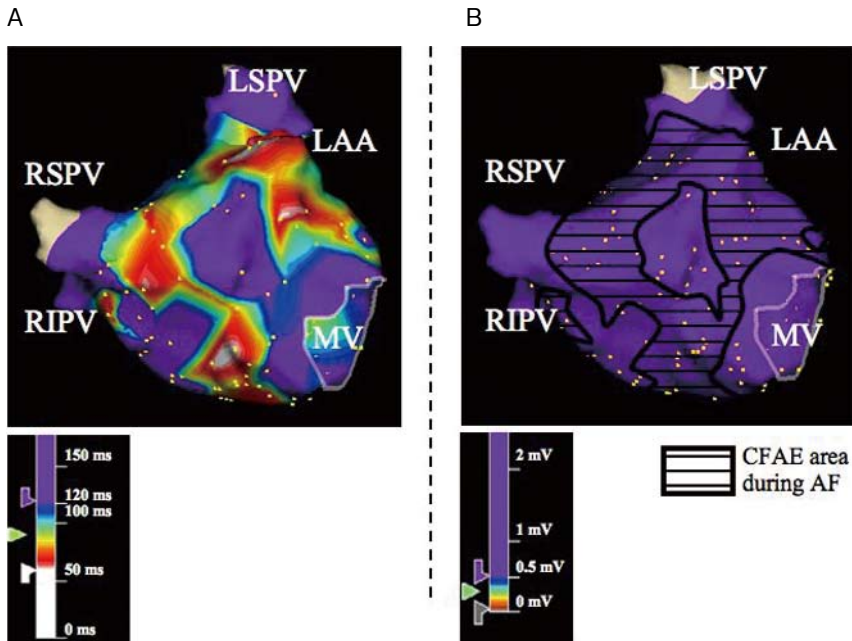 A
B
LSPV
LAA
RSPV
RIPV
MV
LSPV
LAA
RSPV
RIPV
MV
150 ms
120 ms
100 ms
50 ms
0 ms
2 mV
1 mV
0.5 mV
0 mV
CFAE area
during AF